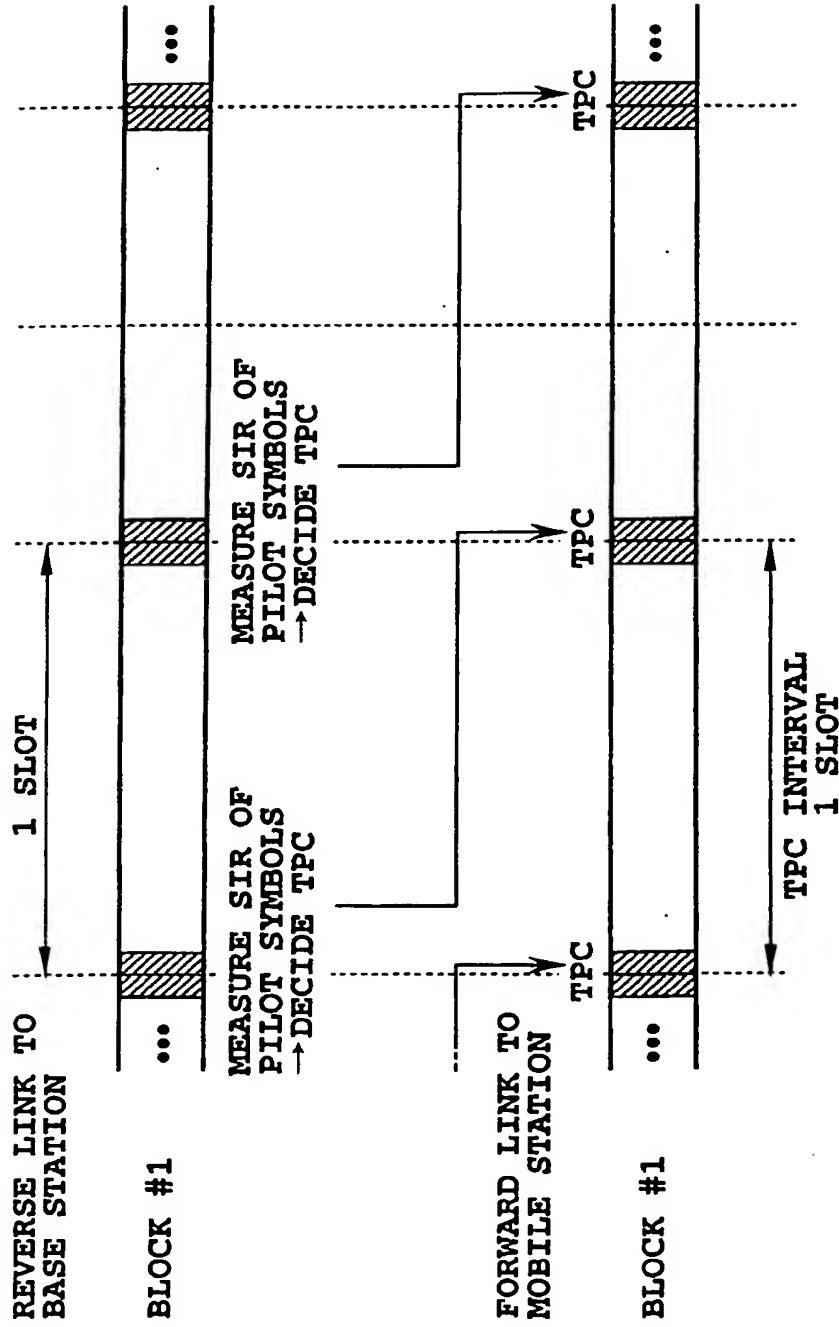 REVERSE LINK TO
BASE STATION
1 SLOT
BLOCK #1
•••
•••
MEASURE SIR OF
PILOT SYMBOLS
→DECIDE TPC
MEASURE SIR OF
PILOT SYMBOLS
→DECIDE TPC
FORWARD LINK TO
MOBILE STATION
TPC
TPC
TPC
BLOCK #1
•••
•••
TPC INTERVAL
1 SLOT